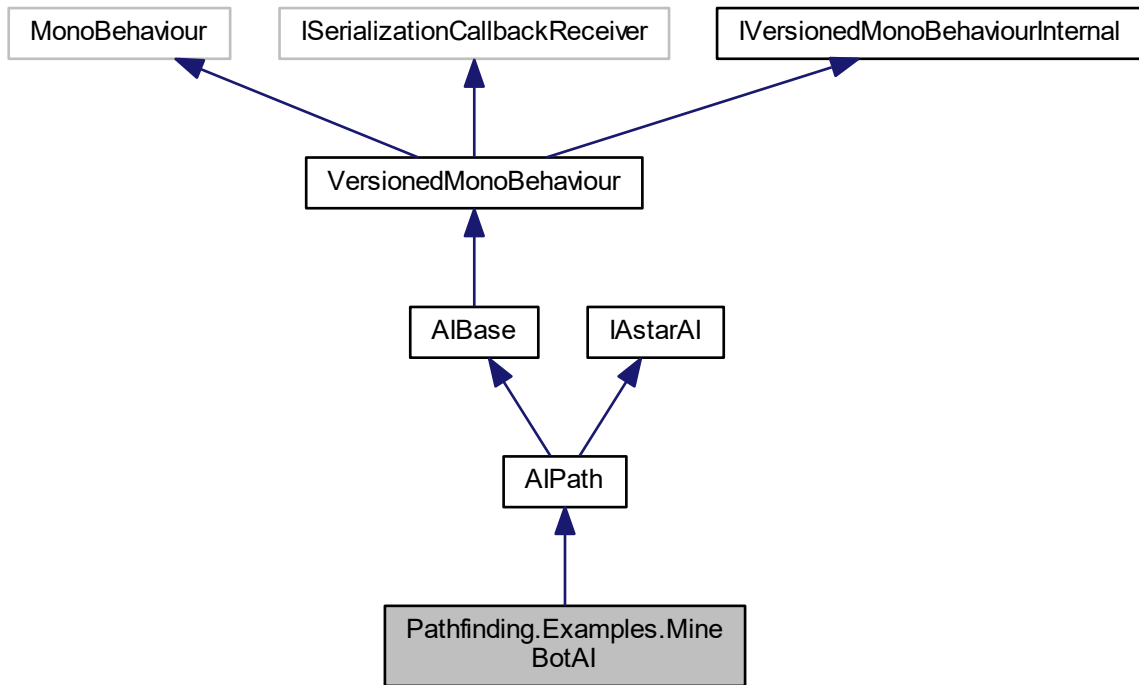 MonoBehaviour
ISerializationCallbackReceiver
IVersionedMonoBehaviourInternal
VersionedMonoBehaviour
AIBase
IAstarAI
AIPath
Pathfinding.Examples.Mine
BotAI